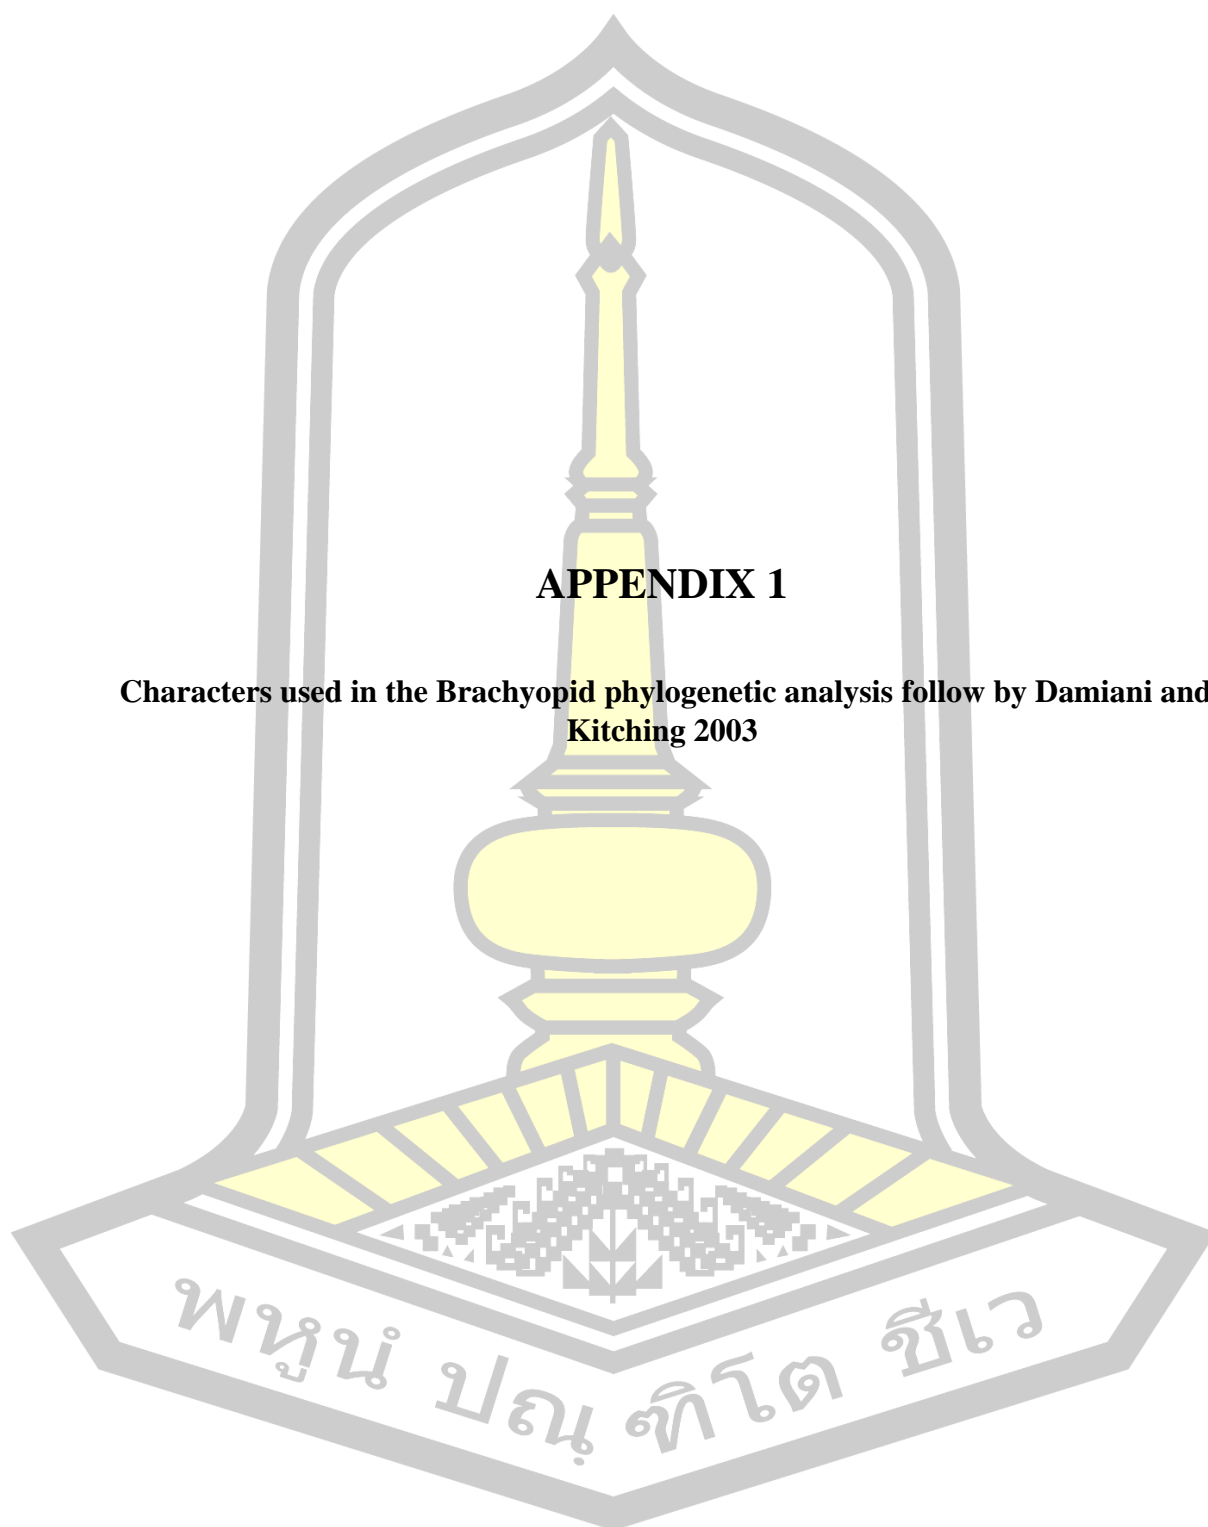 APPENDIX 1
Characters used in the Brachyopid phylogenetic analysis follow by Damiani and
Kitching 2003
พหูนํ ปณฺฑิโต ชีเว